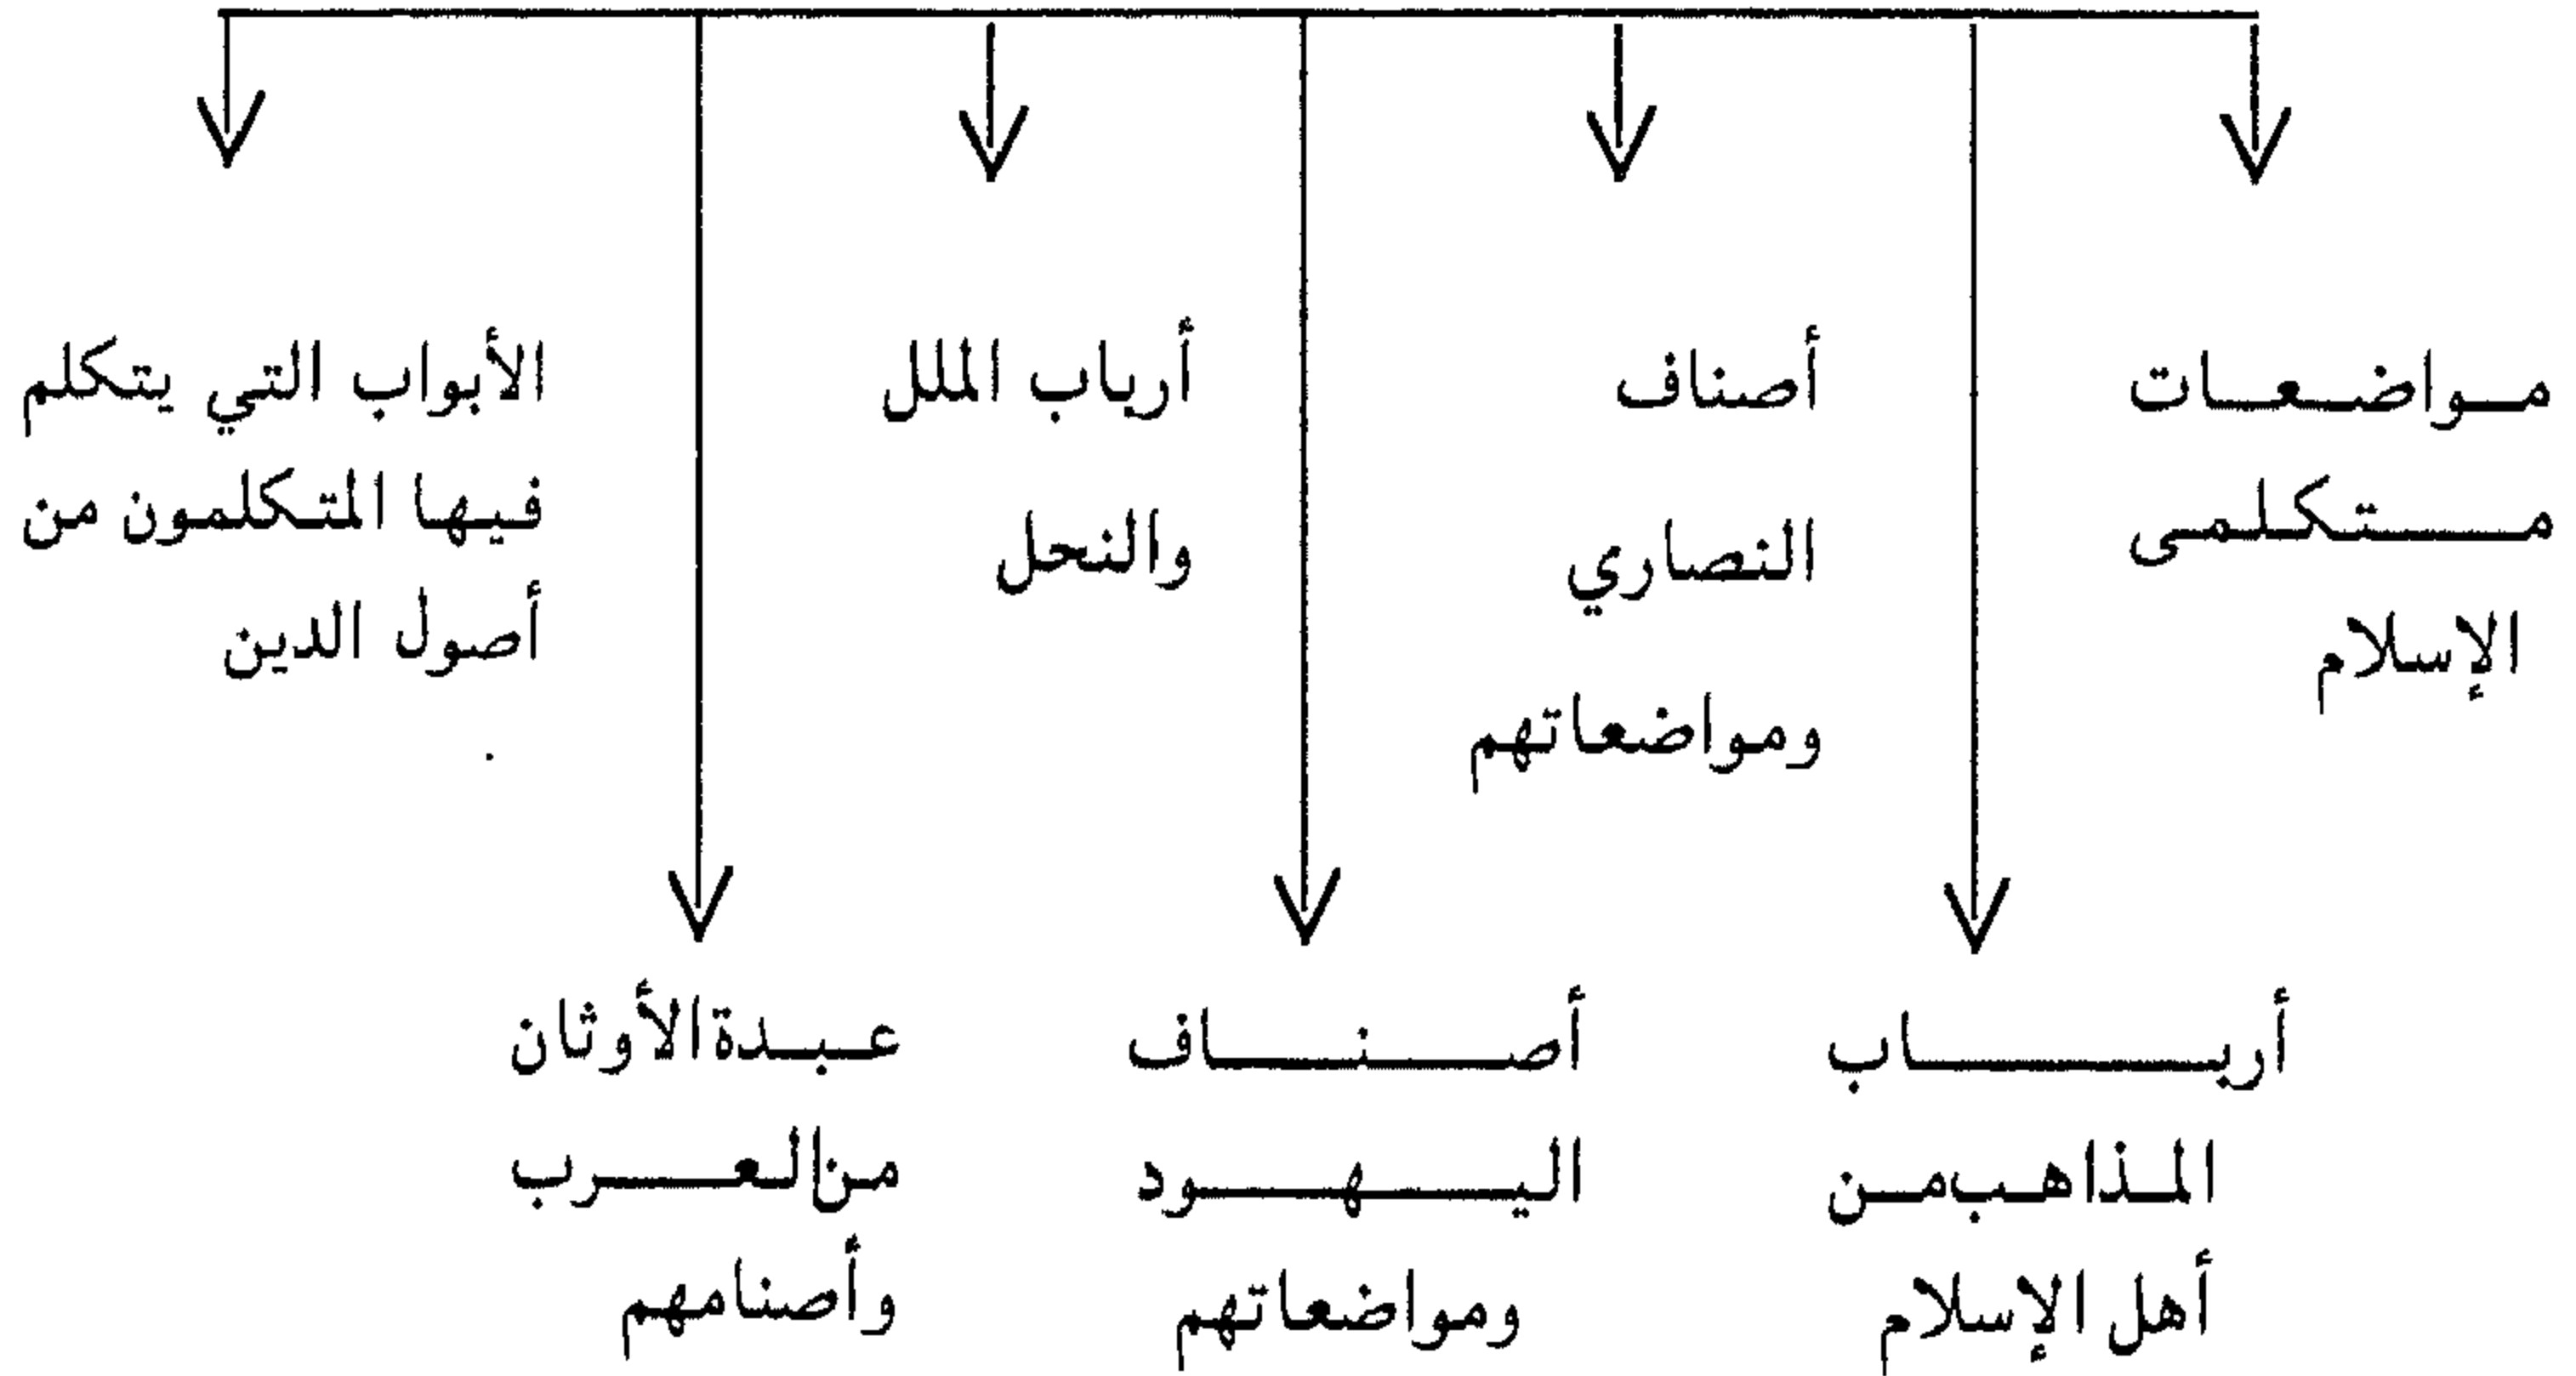 مواضعات
متكلمى
الإسلام
أرباب
المذاهب من
أهل الإسلام
أصناف
النصاري
ومواضعاتهم
أصناف
اليهود
ومواضعاتهم
أرباب الملل
والنحل
عبدة الأوثان
من العرب
وأصنامهم
الأبواب التي يتكلم
فيها المتكلمون من
أصول الدين